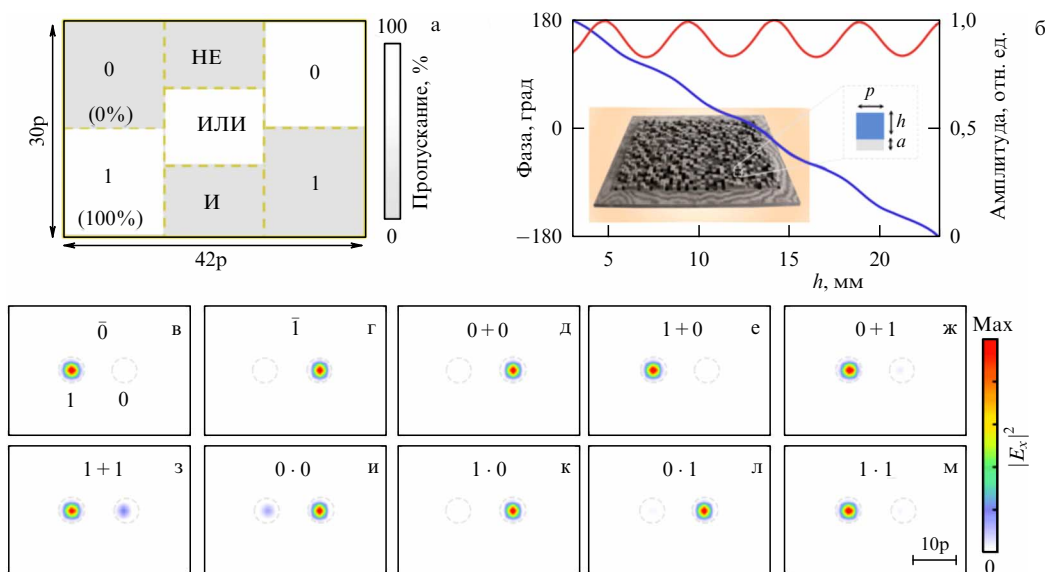 а
100
0
НЕ
0
(0%)
ИЛИ
30p
1
И
1
(100%)
Пропускание, %
0
42p
б
180
1,0
p
h
a
Фаза, град
0
0,5
Амплитуда, отн. ед.
−180
0
5 10 15 20
h, мм
0̄ в
1 0
1̄ г
0 + 0 д
1 + 0 е
0 + 1 ж
Max
1 + 1 з
0 · 0 и
1 · 0 к
0 · 1 л
1 · 1 м
10p
|Eₓ|²
0